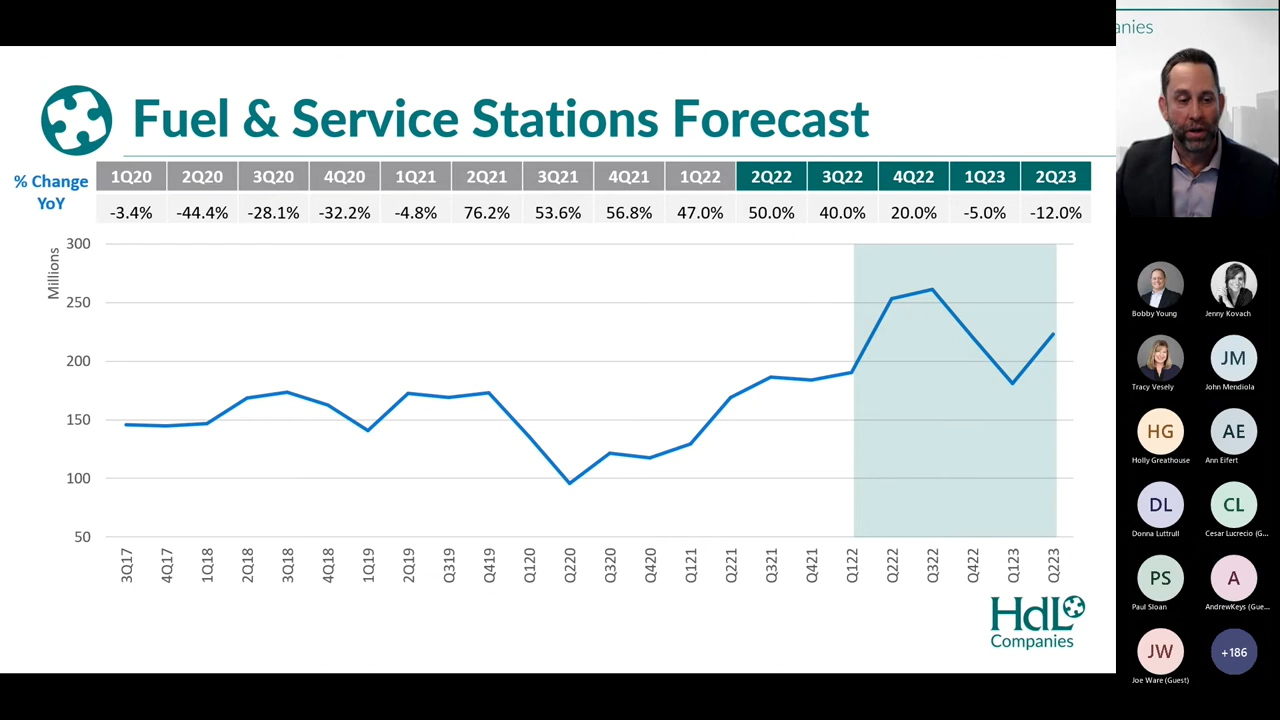 anies
Fuel & Service Stations Forecast
% Change YoY
1Q20 2Q20 3Q20 4Q20 1Q21 2Q21 3Q21 4Q21 1Q22 2Q22 3Q22 4Q22 1Q23 2Q23
-3.4% -44.4% -28.1% -32.2% -4.8% 76.2% 53.6% 56.8% 47.0% 50.0% 40.0% 20.0% -5.0% -12.0%
Millions
300
250
200
150
100
50
3Q17 4Q17 1Q18 2Q18 3Q18 4Q18 1Q19 2Q19 Q319 Q419 Q120 Q220 Q320 Q420 Q121 Q221 Q321 Q421 Q122 Q222 Q322 Q422 Q123 Q223
HdL
Companies
Bobby Young
Jenny Kovach
Tracy Vesely
JM
John Mendiola
HG
Holly Greathouse
AE
Ann Eifert
DL
Donna Luttrull
CL
Cesar Lucrecio (G...
PS
Paul Sloan
A
AndrewKeys (Gue...
JW
Joe Ware (Guest)
+186